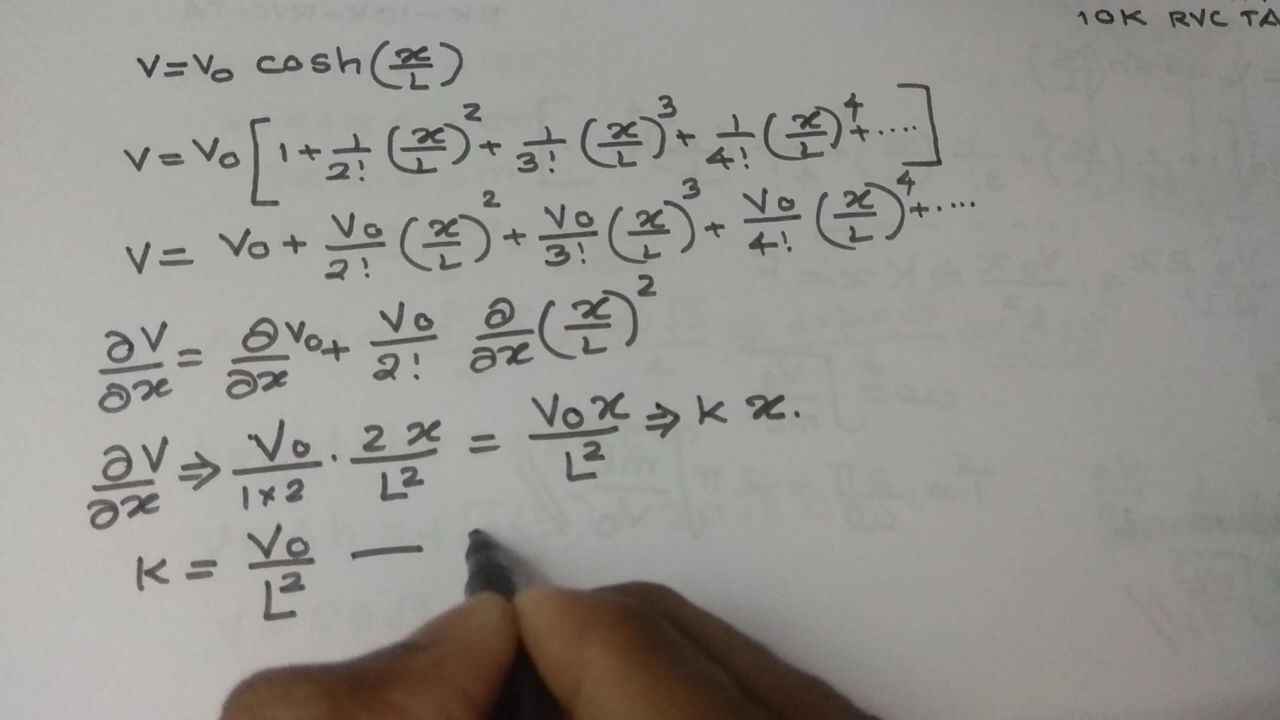 10K RVC TA
V=V₀ cosh(x/L)
V=V₀[1+1/2!(x/L)²+1/3!(x/L)³+1/4!(x/L)⁴+....]
V= V₀+V₀/2!(x/L)²+V₀/3!(x/L)³+V₀/4!(x/L)⁴+....
∂V/∂x=∂V₀/∂x+V₀/2! ∂/∂x(x/L)²
∂V/∂x⇒V₀/1×2·2x/L²=V₀x/L²⇒K x.
K=V₀/L² —